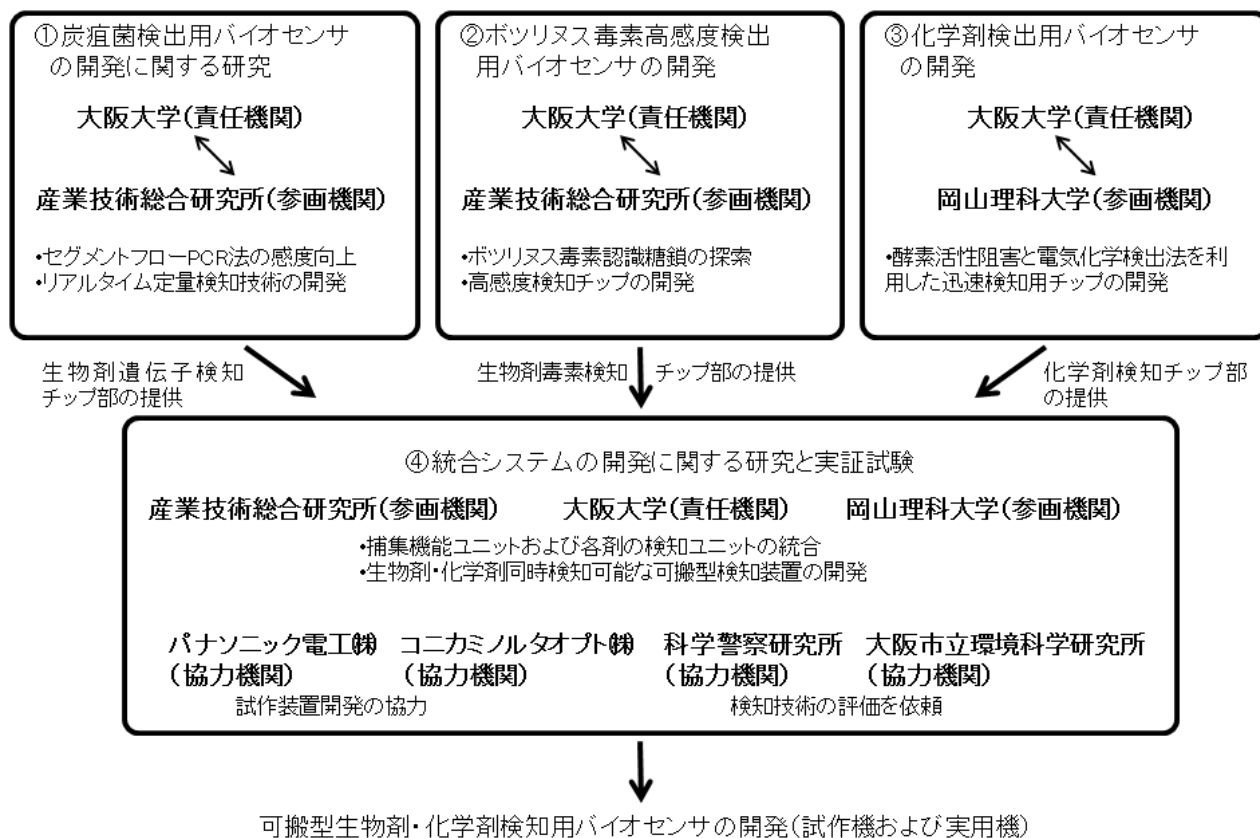 ①炭疽菌検出用バイオセンサ
の開発に関する研究
大阪大学(責任機関)
産業技術総合研究所(参画機関)
•セグメントフローPCR法の感度向上
•リアルタイム定量検知技術の開発
②ボツリヌス毒素高感度検出
用バイオセンサの開発
大阪大学(責任機関)
産業技術総合研究所(参画機関)
•ボツリヌス毒素認識糖鎖の探索
•高感度検知チップの開発
③化学剤検出用バイオセンサ
の開発
大阪大学(責任機関)
岡山理科大学(参画機関)
•酵素活性阻害と電気化学検出法を利
用した迅速検知用チップの開発
生物剤遺伝子検知
チップ部の提供
生物剤毒素検知 チップ部の提供
化学剤検知チップ部
の提供
④統合システムの開発に関する研究と実証試験
産業技術総合研究所(参画機関) 大阪大学(責任機関) 岡山理科大学(参画機関)
•捕集機能ユニットおよび各剤の検知ユニットの統合
•生物剤・化学剤同時検知可能な可搬型検知装置の開発
パナソニック電工㈱ コニカミノルタオプト㈱ 科学警察研究所 大阪市立環境科学研究所
(協力機関) (協力機関) (協力機関) (協力機関)
試作装置開発の協力 検知技術の評価を依頼
可搬型生物剤・化学剤検知用バイオセンサの開発(試作機および実用機)